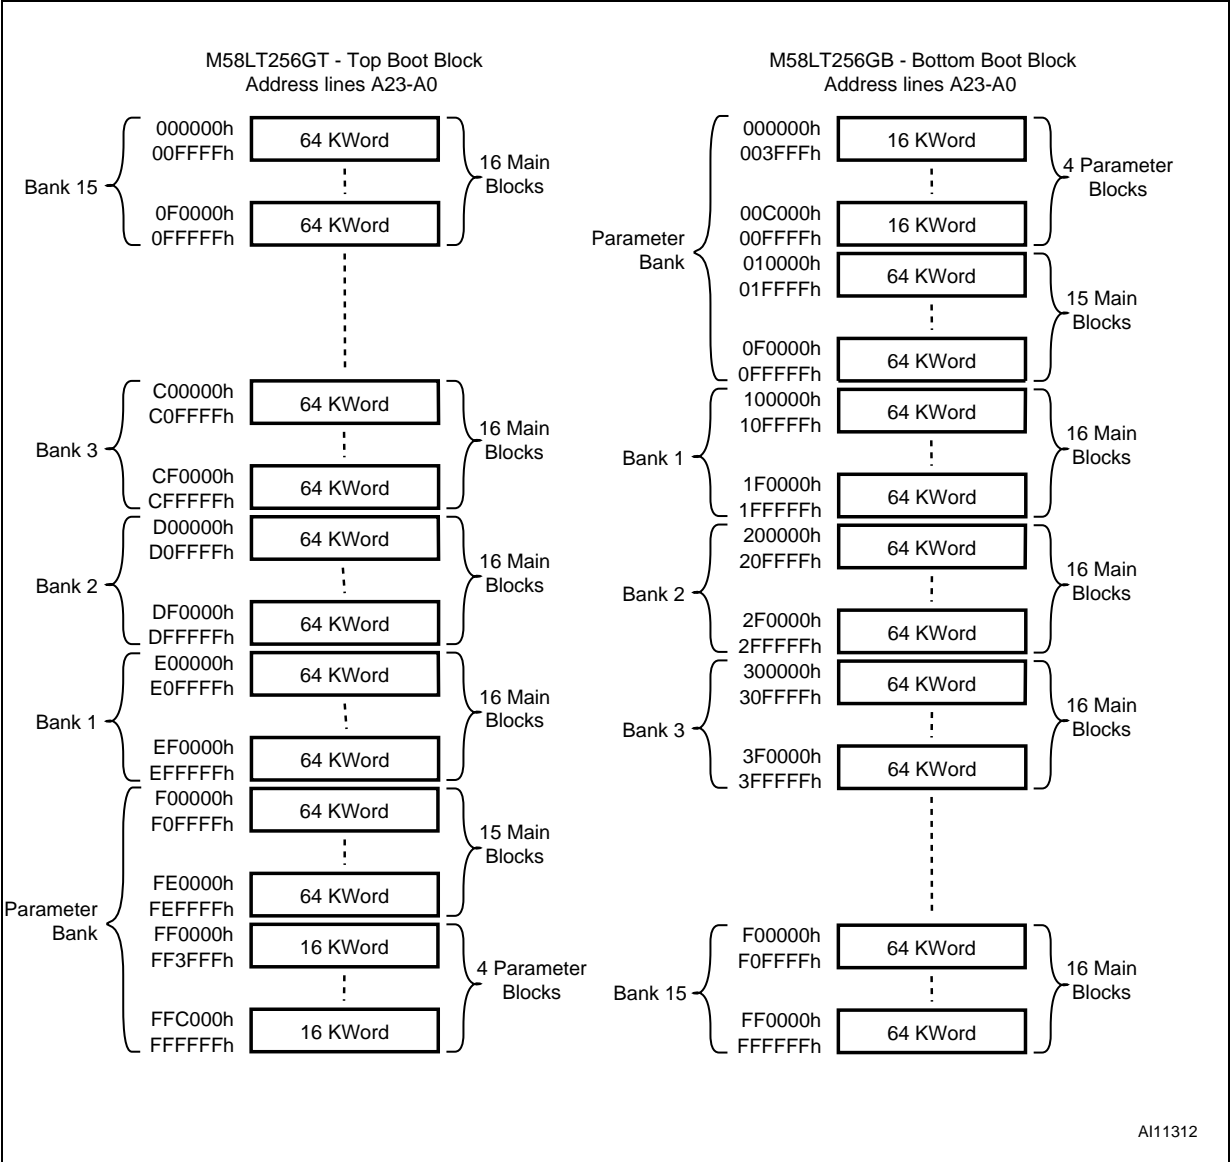 M58LT256GT - Top Boot Block
Address lines A23-A0
000000h
00FFFFh
64 KWord
Bank 15
16 Main
Blocks
0F0000h
0FFFFFh
64 KWord
C00000h
C0FFFFh
64 KWord
Bank 3
16 Main
Blocks
CF0000h
CFFFFFh
64 KWord
D00000h
D0FFFFh
64 KWord
Bank 2
16 Main
Blocks
DF0000h
DFFFFFh
64 KWord
E00000h
E0FFFFh
64 KWord
Bank 1
16 Main
Blocks
EF0000h
EFFFFFh
64 KWord
F00000h
F0FFFFh
64 KWord
15 Main
Blocks
FE0000h
FEFFFFh
64 KWord
Parameter
Bank
FF0000h
FF3FFFh
16 KWord
4 Parameter
Blocks
FFC000h
FFFFFFh
16 KWord
M58LT256GB - Bottom Boot Block
Address lines A23-A0
000000h
003FFFh
16 KWord
4 Parameter
Blocks
00C000h
00FFFFh
16 KWord
Parameter
Bank
010000h
01FFFFh
64 KWord
15 Main
Blocks
0F0000h
0FFFFFh
64 KWord
100000h
10FFFFh
64 KWord
Bank 1
16 Main
Blocks
1F0000h
1FFFFFh
64 KWord
200000h
20FFFFh
64 KWord
Bank 2
16 Main
Blocks
2F0000h
2FFFFFh
64 KWord
300000h
30FFFFh
64 KWord
Bank 3
16 Main
Blocks
3F0000h
3FFFFFh
64 KWord
F00000h
F0FFFFh
64 KWord
Bank 15
16 Main
Blocks
FF0000h
FFFFFFh
64 KWord
AI11312